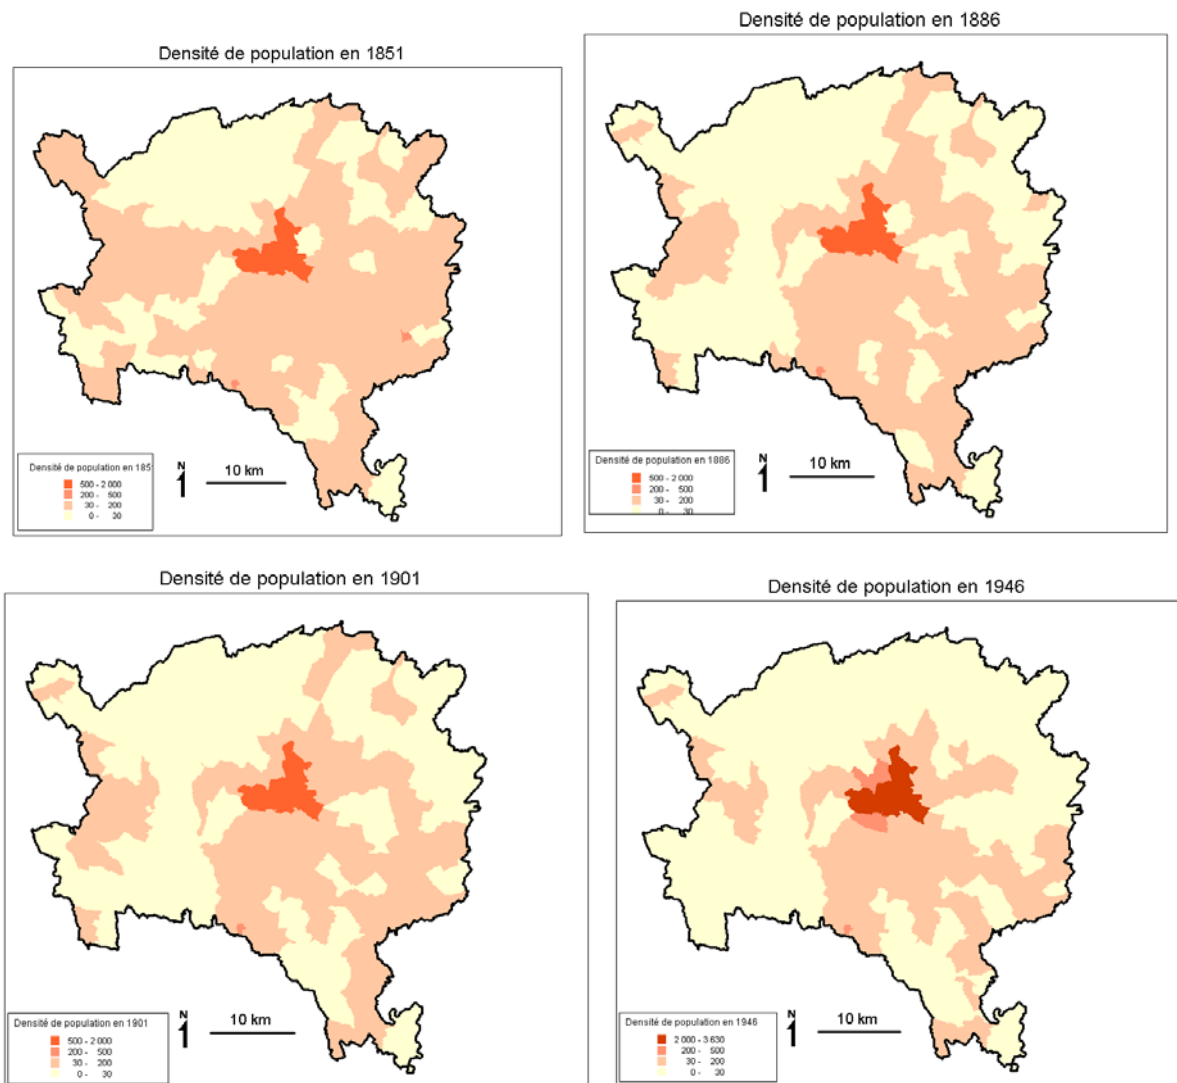 Densité de population en 1851
Densité de population en 1886
Densité de population en 185
N
10 km
500 - 2 000
200 - 500
30 - 200
0 - 30
Densité de population en 1886
N
10 km
500 - 2 000
200 - 500
30 - 200
0 - 30
Densité de population en 1901
Densité de population en 1946
Densité de population en 1901
N
10 km
500 - 2 000
200 - 500
30 - 200
0 - 30
Densité de population en 1946
N
10 km
2 000 - 3 630
200 - 500
30 - 200
0 - 30